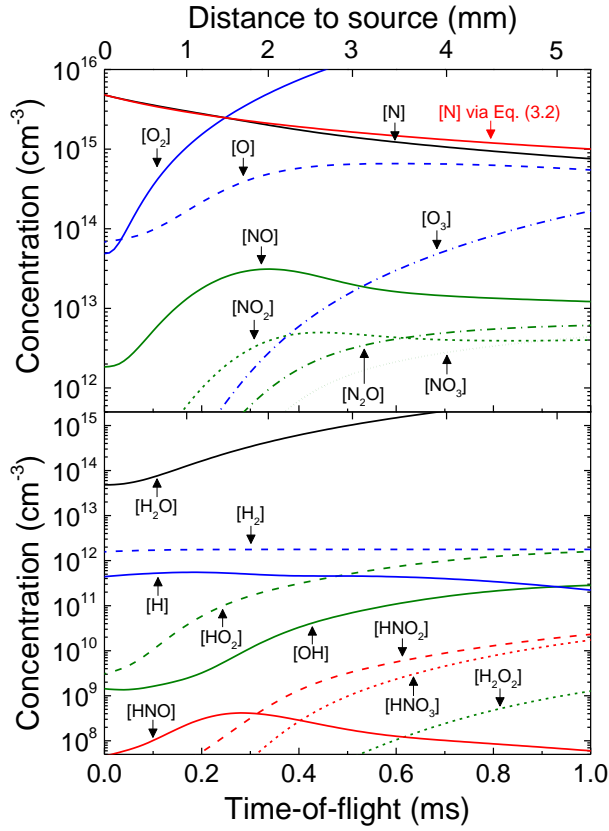 Distance to source (mm)
0 1 2 3 4 5
10^16
10^15
10^14
10^13
10^12
Concentration (cm^-3)
[N]
[N] via Eq. (3.2)
[O₂]
[O]
[O₃]
[NO]
[NO₂]
[N₂O]
[NO₃]
10^15
10^14
10^13
10^12
10^11
10^10
10^9
10^8
Concentration (cm^-3)
[H₂O]
[H₂]
[H]
[HO₂]
[OH]
[HNO₂]
[HNO₃]
[H₂O₂]
[HNO]
0.0 0.2 0.4 0.6 0.8 1.0
Time-of-flight (ms)